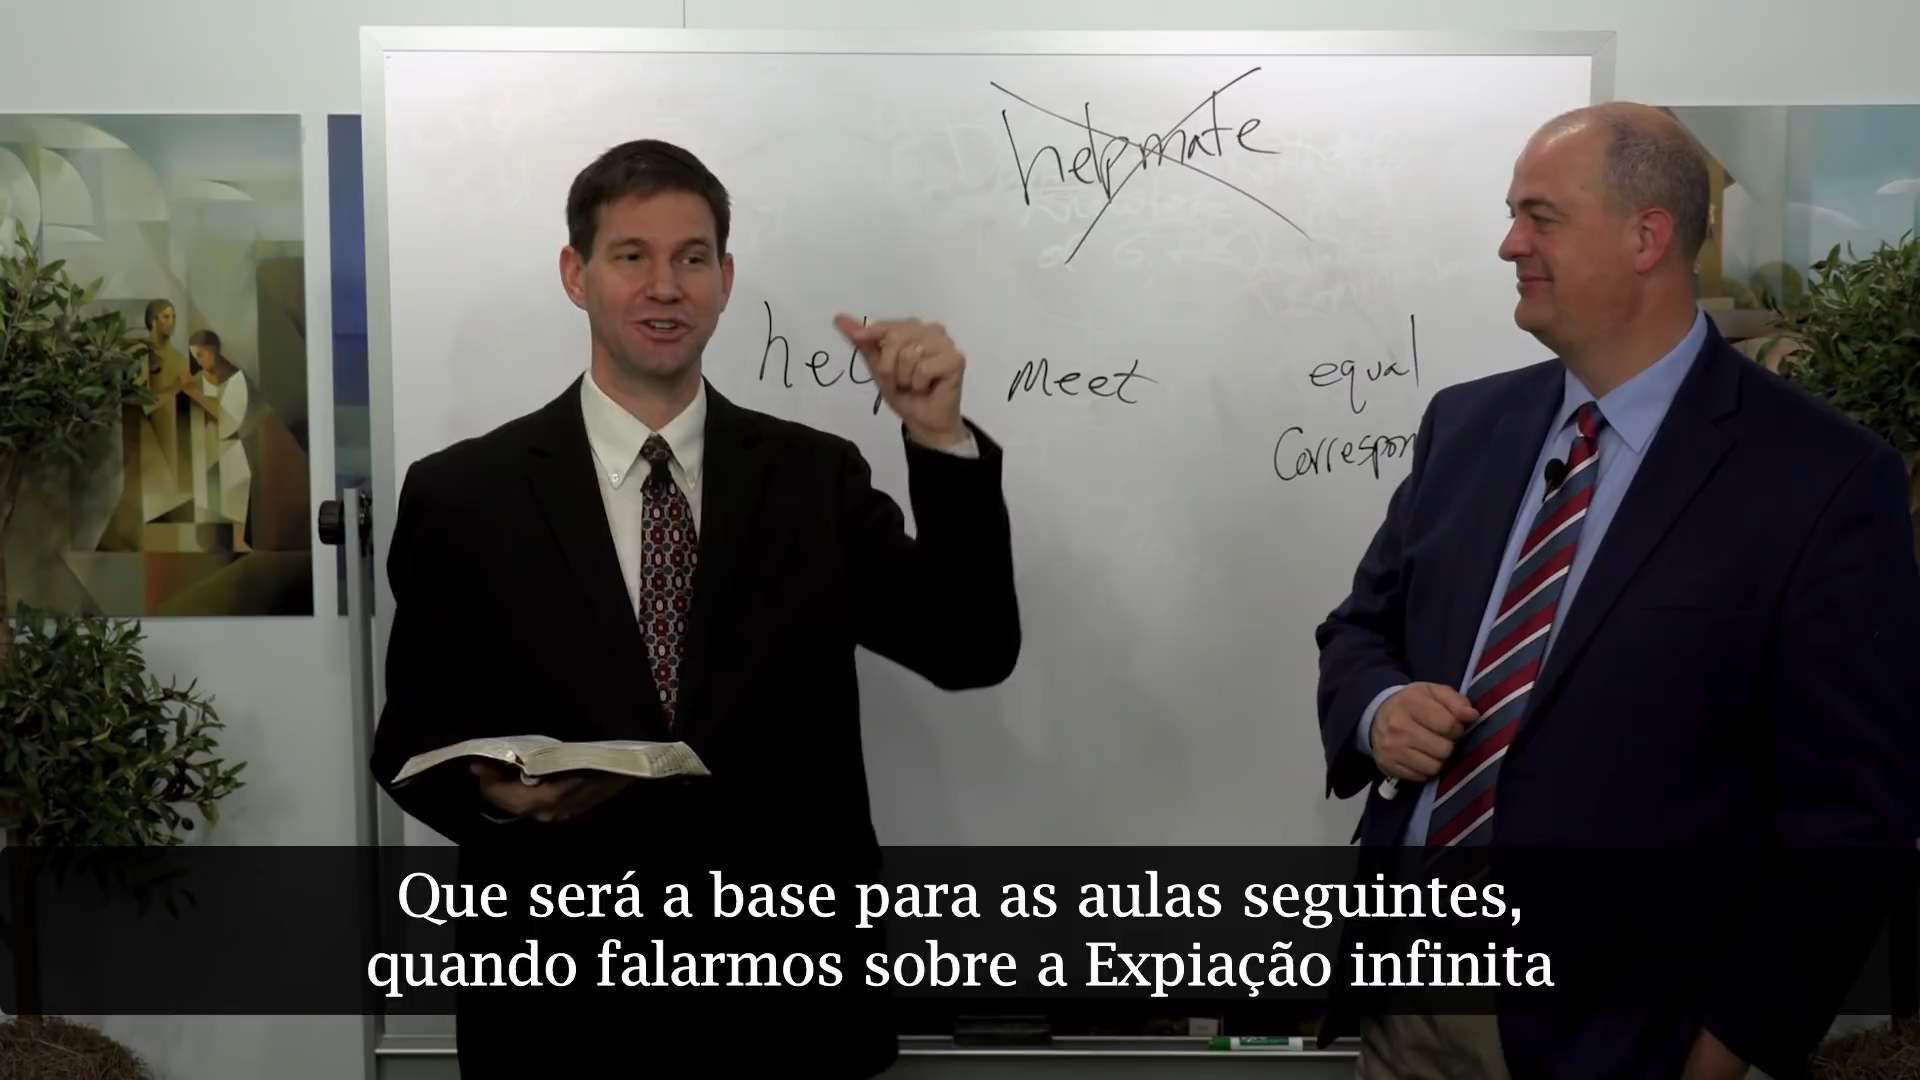 helpmate
help meet equal
Correspon
Que será a base para as aulas seguintes,
quando falarmos sobre a Expiação infinita